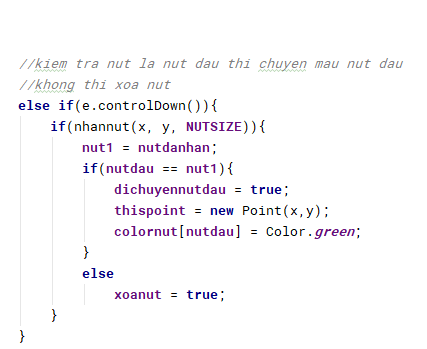 //kiem tra nut la nut dau thi chuyen mau nut dau
//khong thi xoa nut
else if(e.controlDown()){
if(nhannut(x, y, NUTSIZE)){
nut1 = nutdanhan;
if(nutdau == nut1){
dichuyennutdau = true;
thispoint = new Point(x,y);
colornut[nutdau] = Color.green;
}
else
xoanut = true;
}
}